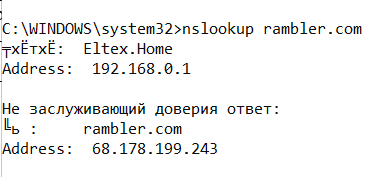 C:\WINDOWS\system32>nslookup rambler.com
╤хЁтхЁ:  Eltex.Home
Address:  192.168.0.1
Не заслуживающий доверия ответ:
╚ь :     rambler.com
Address:  68.178.199.243